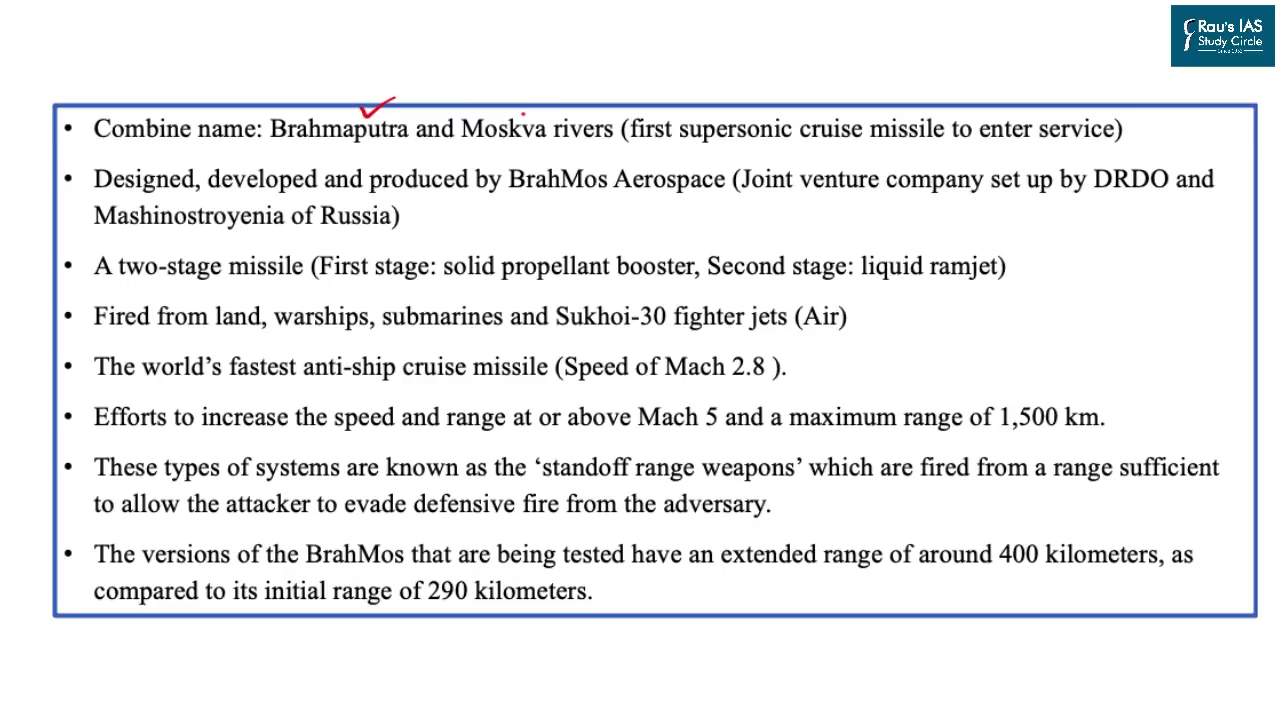 Rau's IAS
Study Circle
• Combine name: Brahmaputra and Moskva rivers (first supersonic cruise missile to enter service)
• Designed, developed and produced by BrahMos Aerospace (Joint venture company set up by DRDO and
Mashinostroyenia of Russia)
• A two-stage missile (First stage: solid propellant booster, Second stage: liquid ramjet)
• Fired from land, warships, submarines and Sukhoi-30 fighter jets (Air)
• The world’s fastest anti-ship cruise missile (Speed of Mach 2.8 ).
• Efforts to increase the speed and range at or above Mach 5 and a maximum range of 1,500 km.
• These types of systems are known as the ‘standoff range weapons’ which are fired from a range sufficient
to allow the attacker to evade defensive fire from the adversary.
• The versions of the BrahMos that are being tested have an extended range of around 400 kilometers, as
compared to its initial range of 290 kilometers.